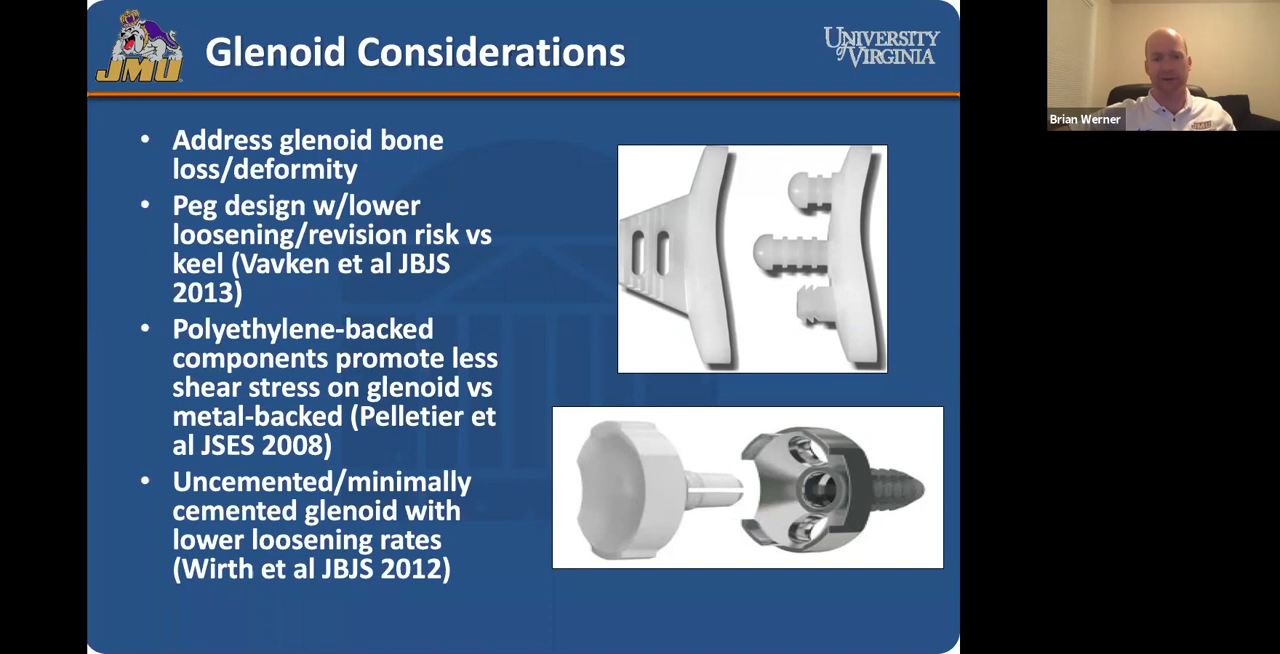 JMU
Glenoid Considerations
UNIVERSITY
of VIRGINIA
Brian Werner
JMU
• Address glenoid bone
loss/deformity
• Peg design w/lower
loosening/revision risk vs
keel (Vavken et al JBJS
2013)
• Polyethylene-backed
components promote less
shear stress on glenoid vs
metal-backed (Pelletier et
al JSES 2008)
• Uncemented/minimally
cemented glenoid with
lower loosening rates
(Wirth et al JBJS 2012)